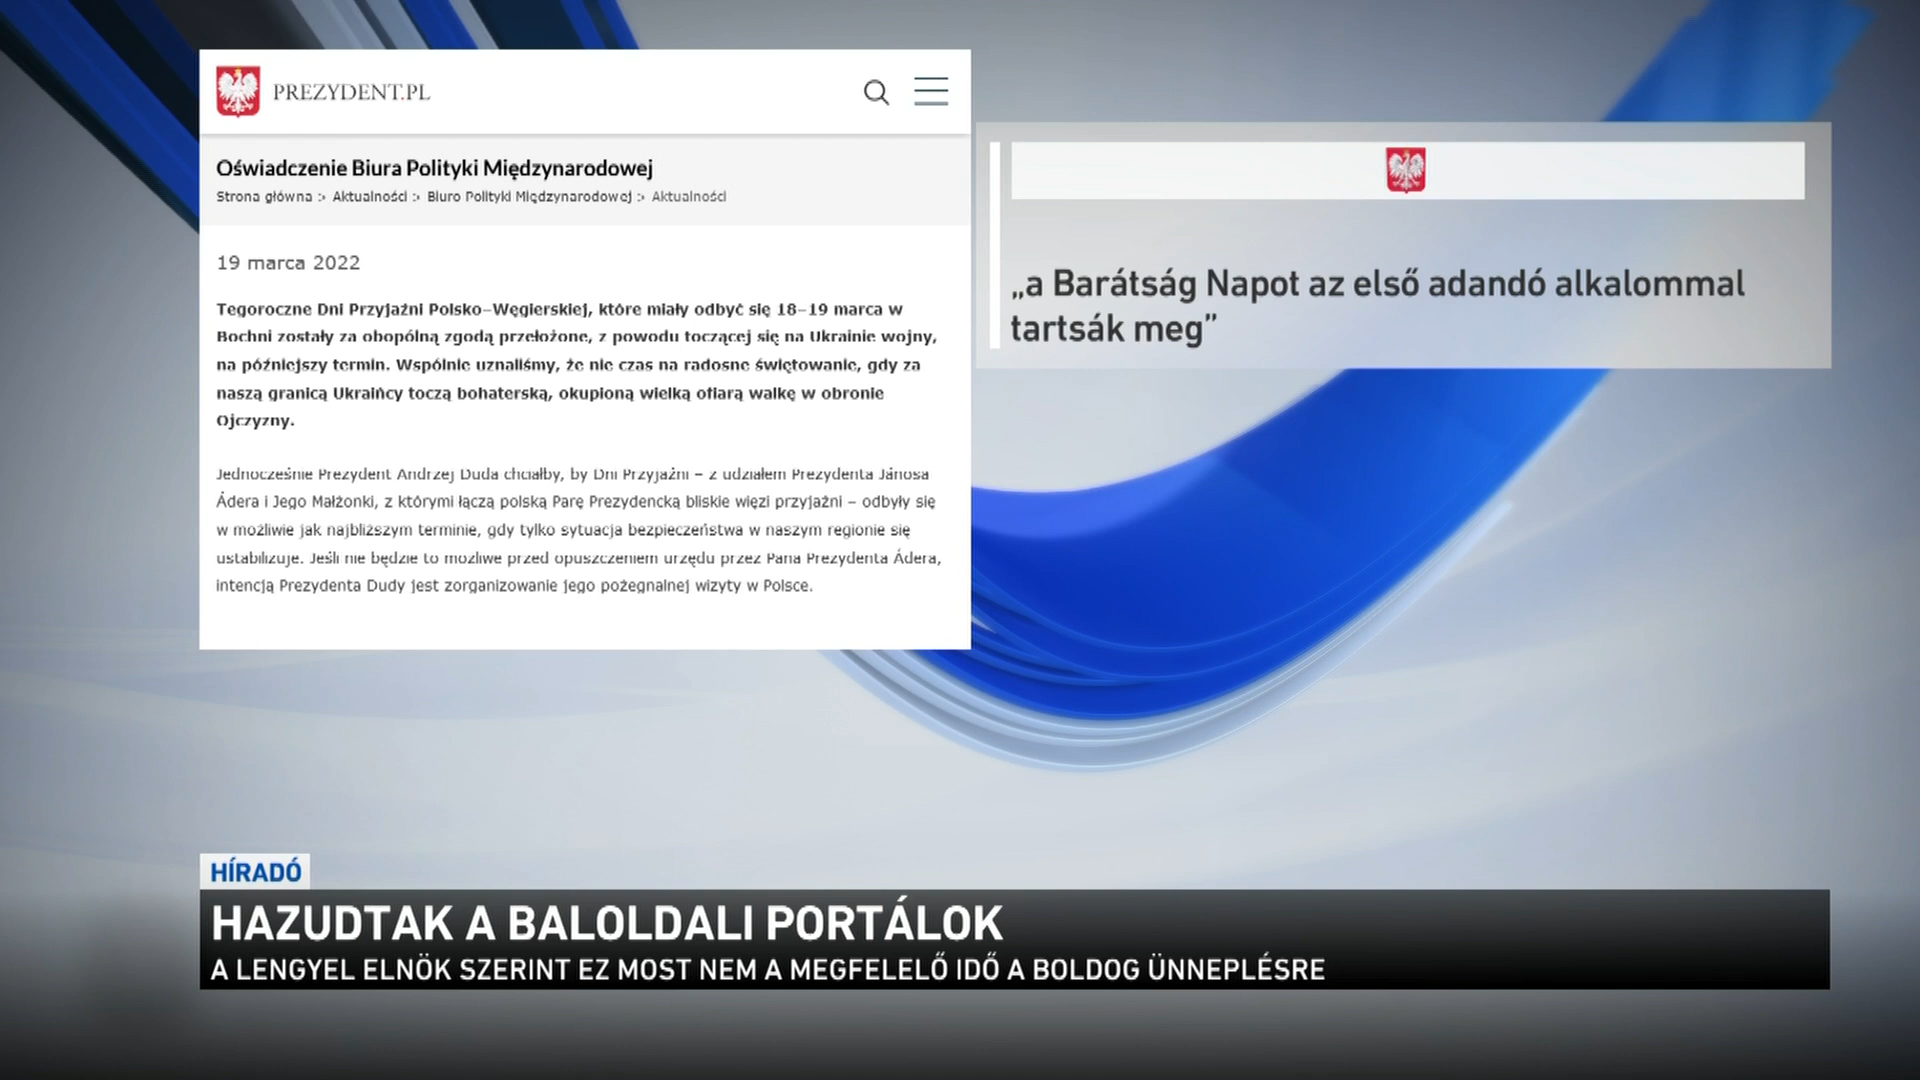 PREZYDENT.PL
Oświadczenie Biura Polityki Międzynarodowej
Strona główna > Aktualności > Biuro Polityki Międzynarodowej > Aktualności
19 marca 2022
Tegoroczne Dni Przyjaźni Polsko-Węgierskiej, które miały odbyć się 18-19 marca w
Bochni zostały za obopólną zgodą przełożone, z powodu toczącej się na Ukrainie wojny,
na późniejszy termin. Wspólnie uznaliśmy, że nie czas na radosne świętowanie, gdy za
naszą granicą Ukraińcy toczą bohaterską, okupioną wielką ofiarą walkę w obronie
Ojczyzny.
Jednocześnie Prezydent Andrzej Duda chciałby, by Dni Przyjaźni – z udziałem Prezydenta Jánosa
Ádera i Jego Małżonki, z którymi łączą polską Parę Prezydencką bliskie więzi przyjaźni – odbyły się
w możliwie jak najbliższym terminie, gdy tylko sytuacja bezpieczeństwa w naszym regionie się
ustabilizuje. Jeśli nie będzie to możliwe przed opuszczeniem urzędu przez Pana Prezydenta Ádera,
intencją Prezydenta Dudy jest zorganizowanie jego pożegnalnej wizyty w Polsce.
„a Barátság Napot az első adandó alkalommal
tartsák meg”
HÍRADÓ
HAZUDTAK A BALOLDALI PORTÁLOK
A LENGYEL ELNÖK SZERINT EZ MOST NEM A MEGFELELŐ IDŐ A BOLDOG ÜNNEPLÉSRE